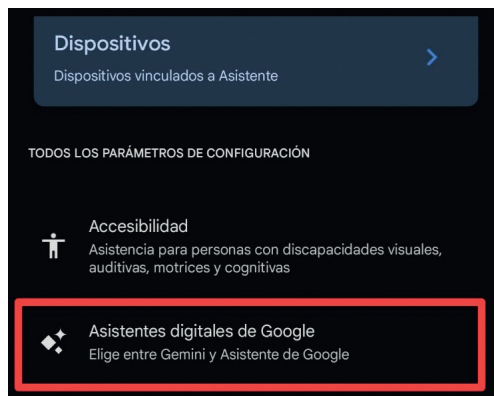 Dispositivos
Dispositivos vinculados a Asistente
TODOS LOS PARÁMETROS DE CONFIGURACIÓN
Accesibilidad
Asistencia para personas con discapacidades visuales,
auditivas, motrices y cognitivas
Asistentes digitales de Google
Elige entre Gemini y Asistente de Google